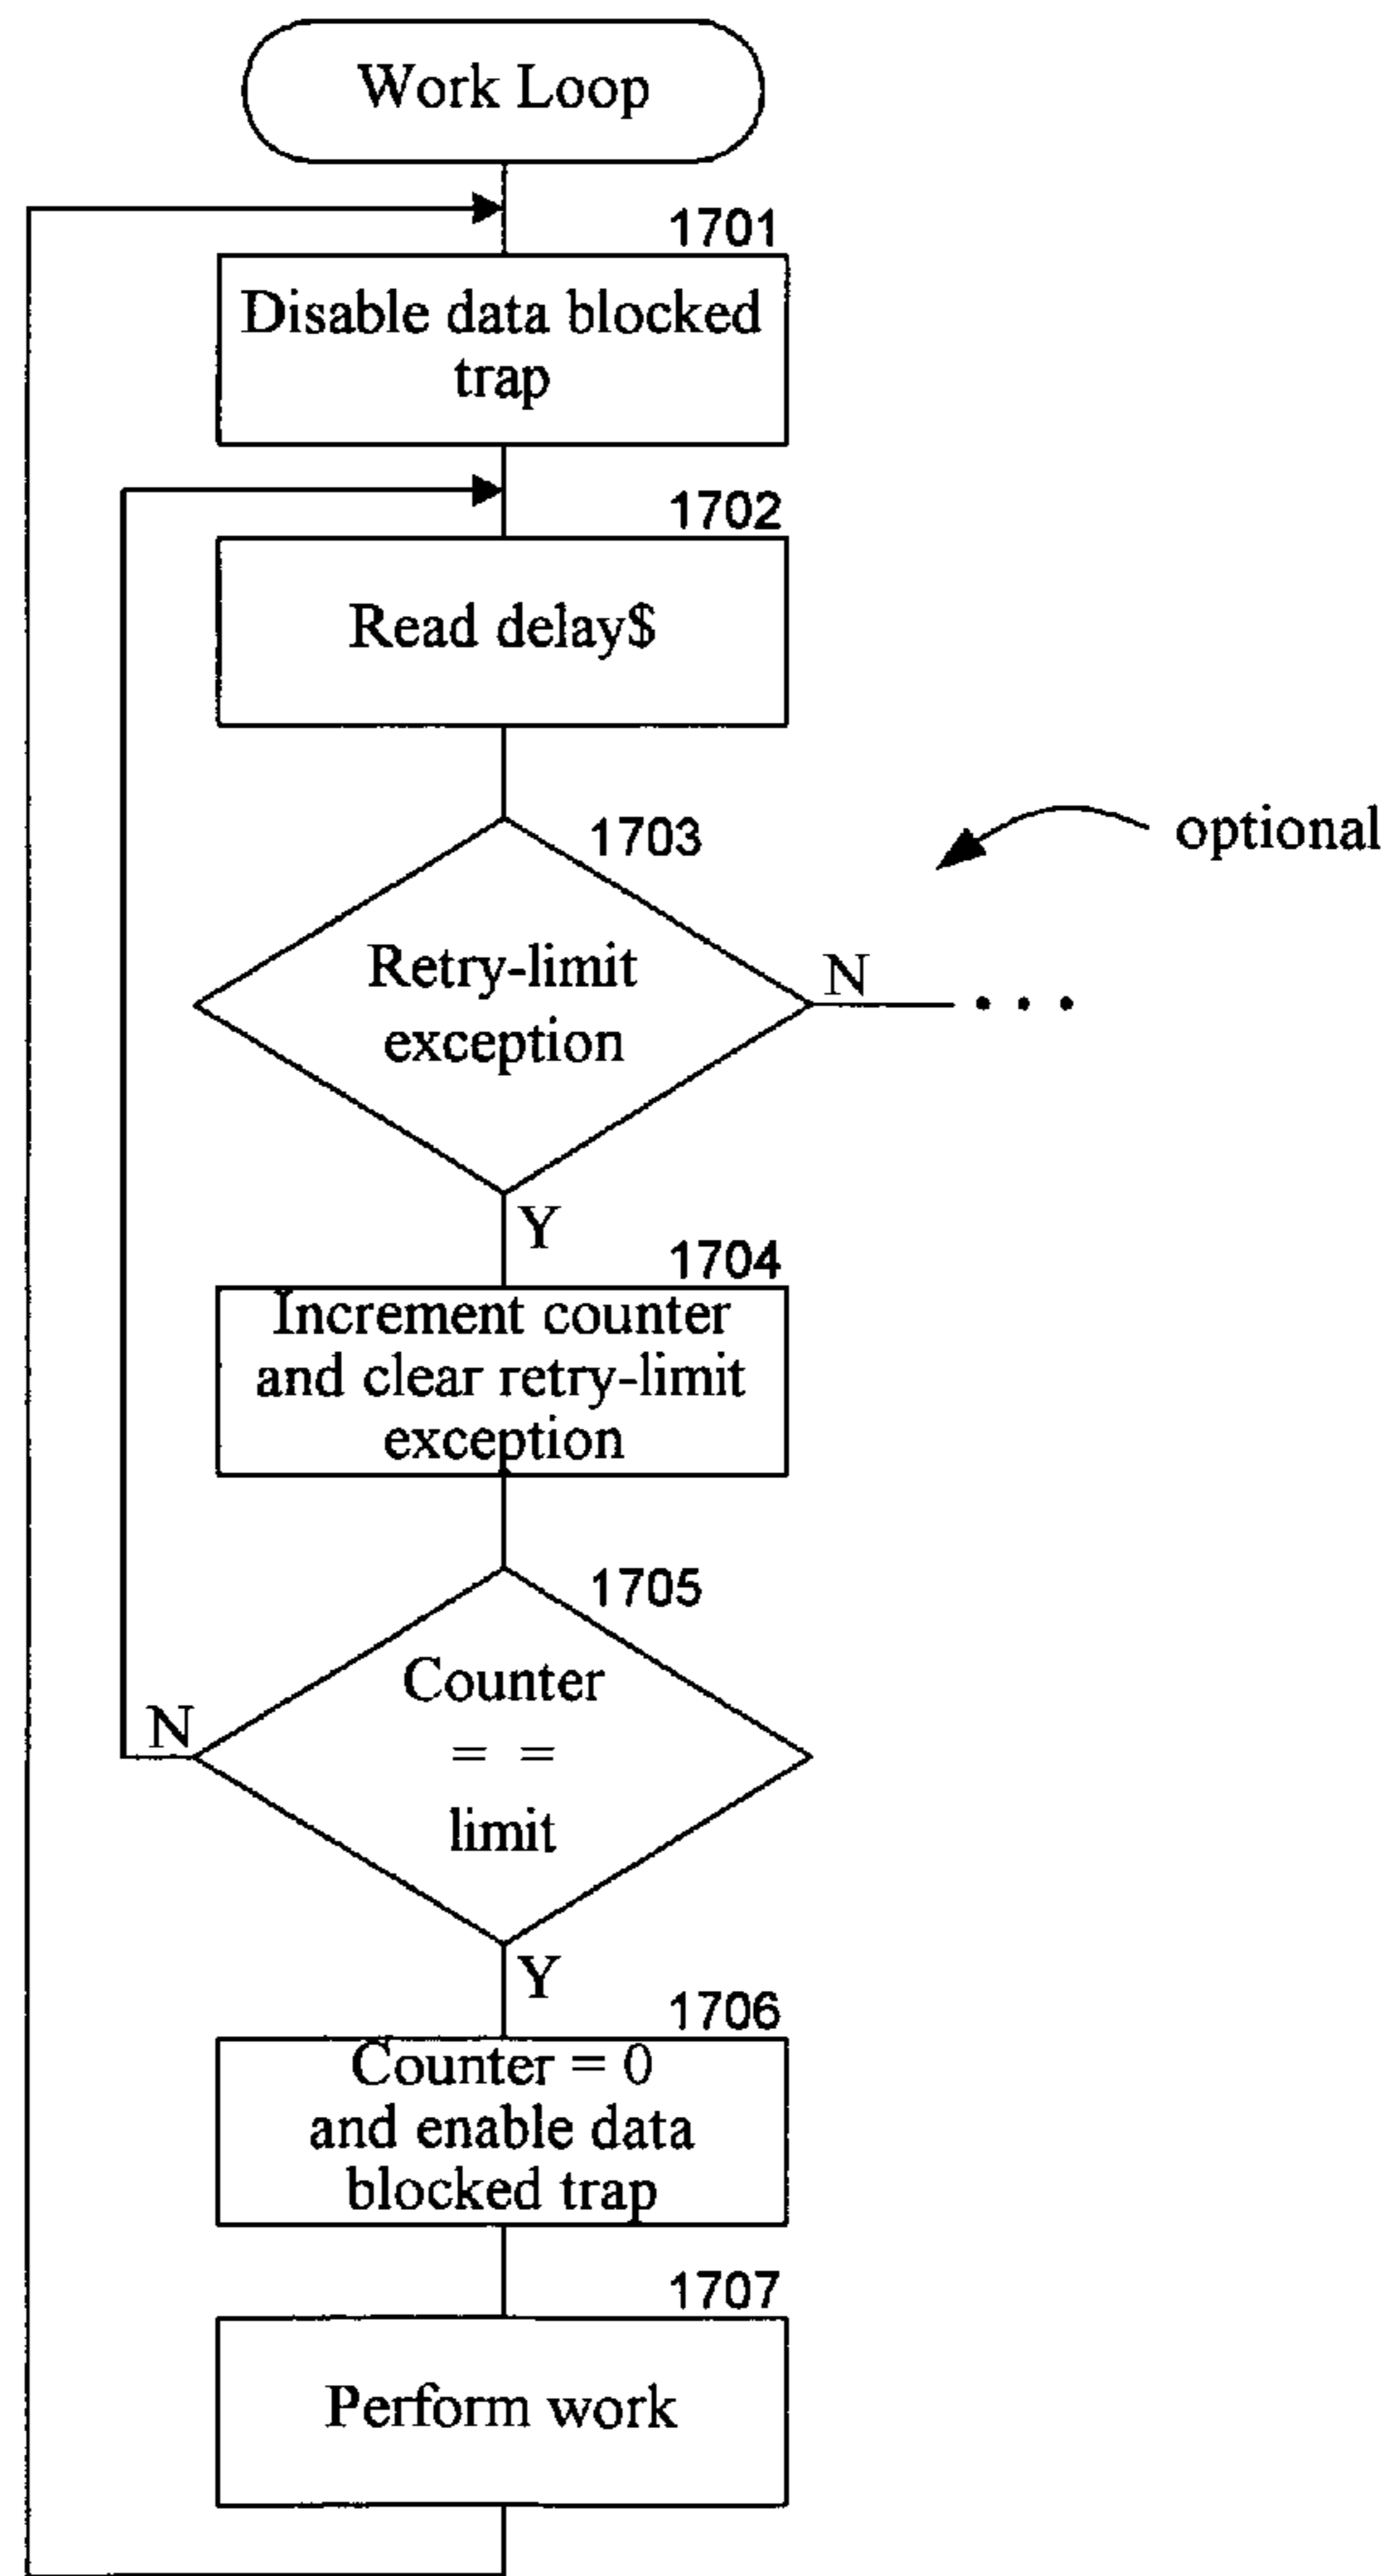 Work Loop
1701
Disable data blocked
trap
1702
Read delay$
1703
optional
Retry-limit
exception
N
Y
1704
Increment counter
and clear retry-limit
exception
1705
Counter
= =
limit
N
Y
1706
Counter = 0
and enable data
blocked trap
1707
Perform work